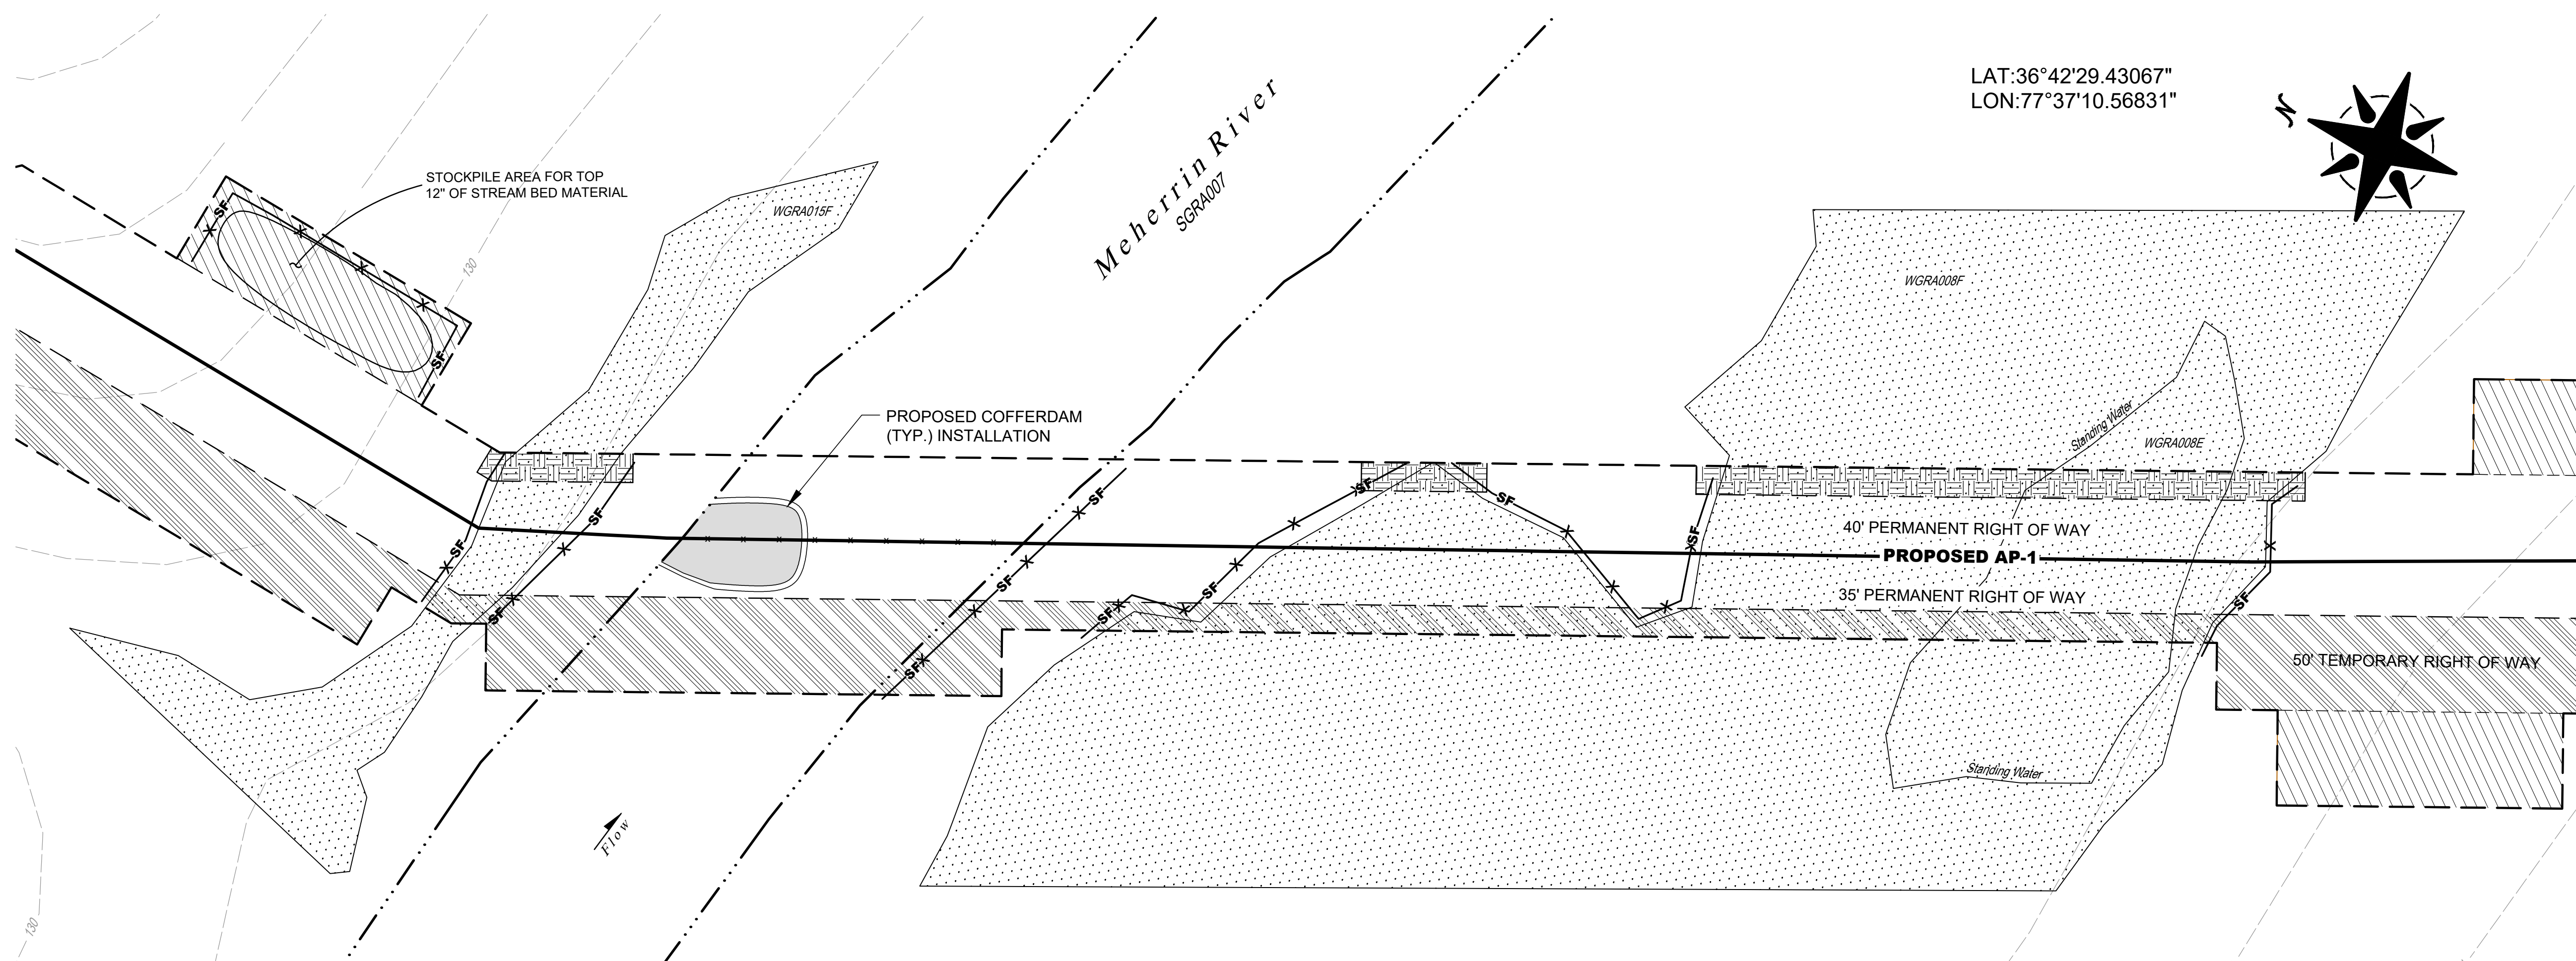 LAT:36°42'29.43067"
LON:77°37'10.56831"
N
STOCKPILE AREA FOR TOP
12" OF STREAM BED MATERIAL
SF
SF
130
WGRA015F
Meherrin River
SGRA007
WGRA008F
Standing Water
WGRA008E
PROPOSED COFFERDAM
(TYP.) INSTALLATION
SF
SF
SF
SF
SF
SF
SF
SF
SF
SF
SF
SF
40' PERMANENT RIGHT OF WAY
PROPOSED AP-1
35' PERMANENT RIGHT OF WAY
SF
50' TEMPORARY RIGHT OF WAY
Standing Water
Flow
130